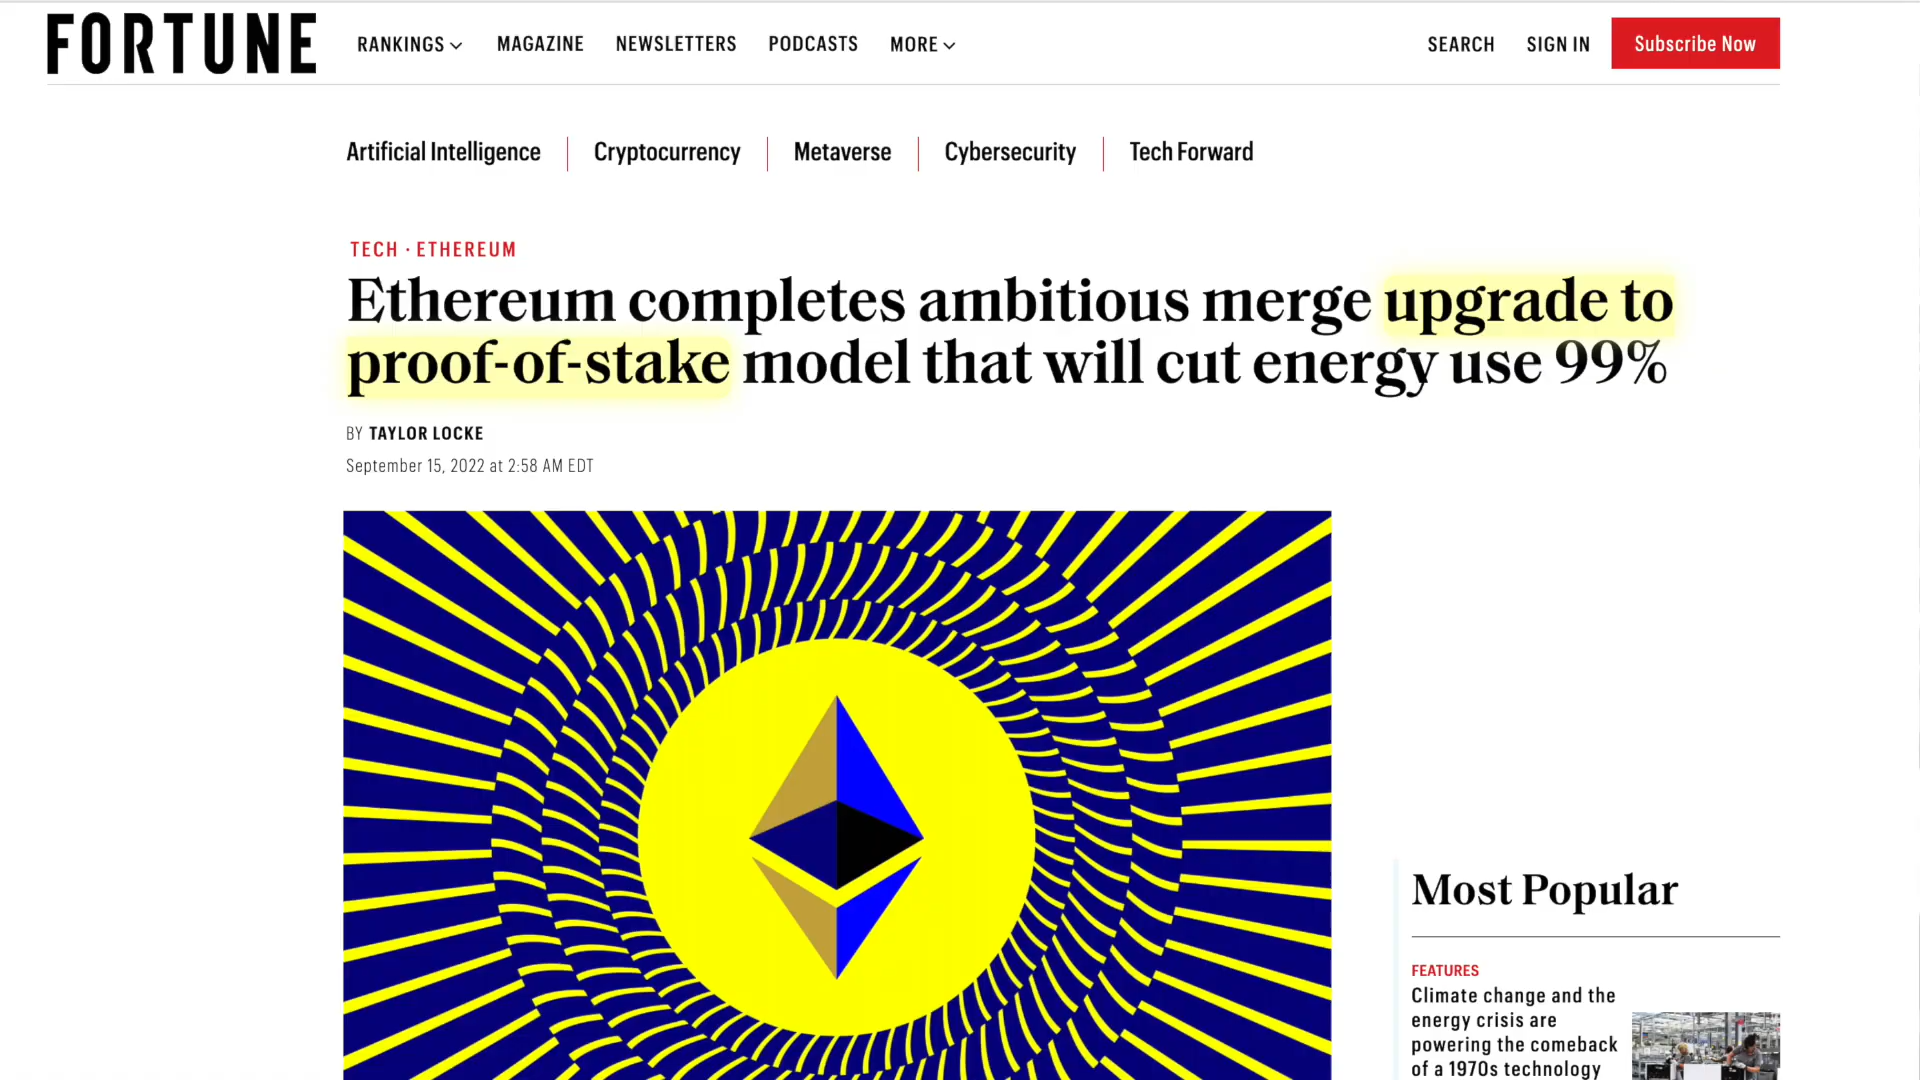 FORTUNE
RANKINGS MAGAZINE NEWSLETTERS PODCASTS MORE
SEARCH SIGN IN Subscribe Now
Artificial Intelligence Cryptocurrency Metaverse Cybersecurity Tech Forward
TECH · ETHEREUM
Ethereum completes ambitious merge upgrade to
proof-of-stake model that will cut energy use 99%
BY TAYLOR LOCKE
September 15, 2022 at 2:58 AM EDT
Most Popular
FEATURES
Climate change and the
energy crisis are
powering the comeback
of a 1970s technology